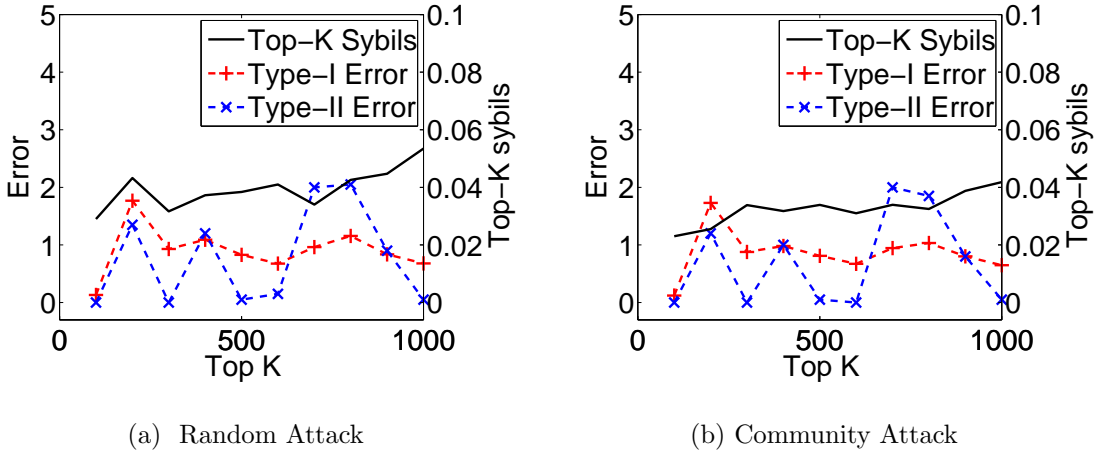 5
4
3
2
1
0
Error
Top−K Sybils
Type−I Error
Type−II Error
0.1
0.08
0.06
0.04
0.02
0
Top−K sybils
0
500
1000
Top K
(a) Random Attack
5
4
3
2
1
0
Error
Top−K Sybils
Type−I Error
Type−II Error
0.1
0.08
0.06
0.04
0.02
0
Top−K sybils
0
500
1000
Top K
(b) Community Attack